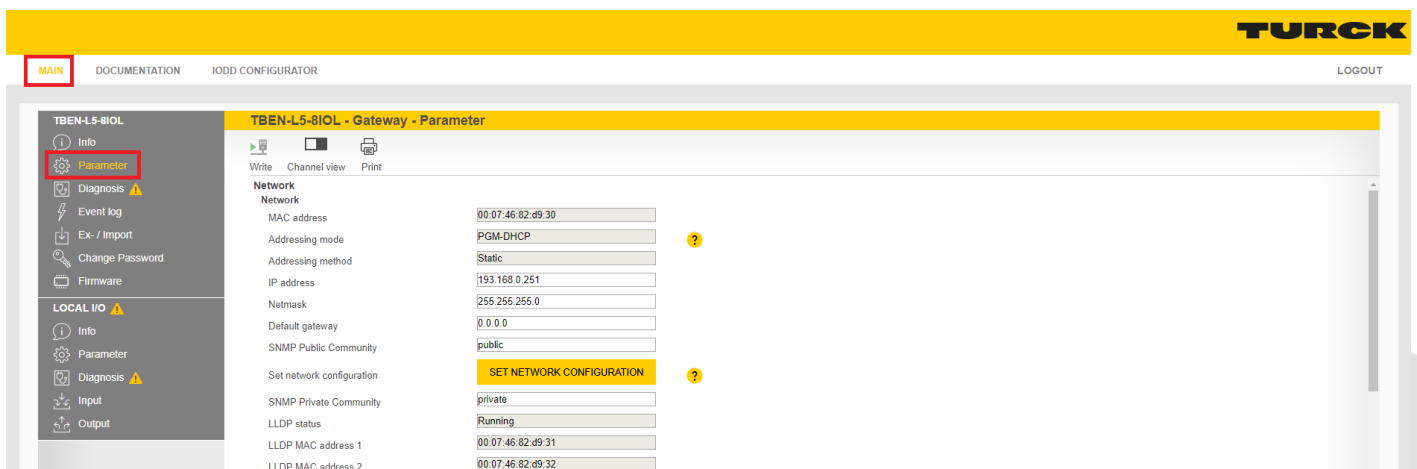 TURCK
MAIN DOCUMENTATION IODD CONFIGURATOR LOGOUT
TBEN-L5-8IOL
Info
Parameter
Diagnosis
Event log
Ex- / Import
Change Password
Firmware
LOCAL I/O
Info
Parameter
Diagnosis
Input
Output
TBEN-L5-8IOL - Gateway - Parameter
Write Channel view Print
Network
Network
MAC address 00:07:46:82:d9:30
Addressing mode PGM-DHCP ?
Addressing method Static
IP address 193.168.0.251
Netmask 255.255.255.0
Default gateway 0.0.0.0
SNMP Public Community public
Set network configuration SET NETWORK CONFIGURATION ?
SNMP Private Community private
LLDP status Running
LLDP MAC address 1 00:07:46:82:d9:31
LLDP MAC address 2 00:07:46:82:d9:32